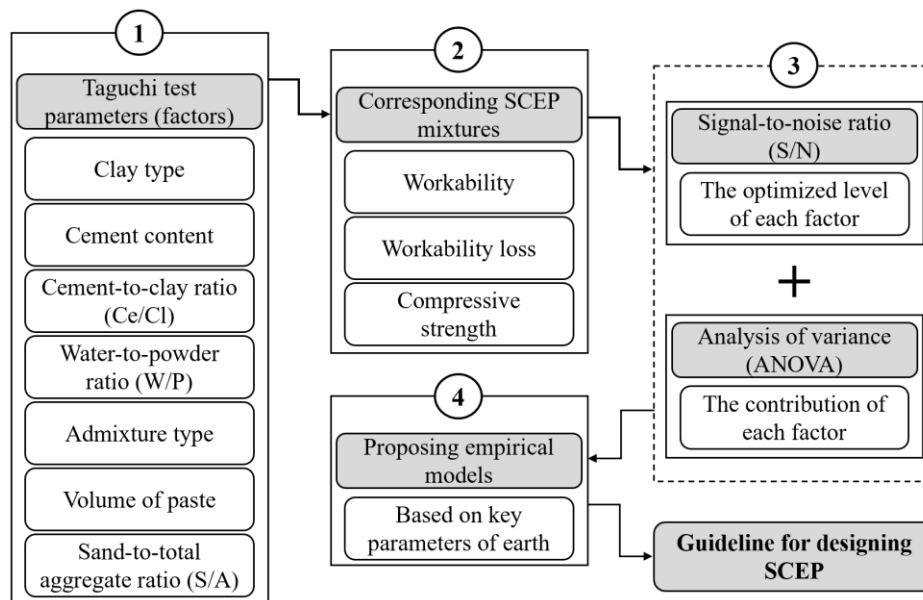 1
Taguchi test
parameters (factors)
Clay type
Cement content
Cement-to-clay ratio
(Ce/Cl)
Water-to-powder
ratio (W/P)
Admixture type
Volume of paste
Sand-to-total
aggregate ratio (S/A)
2
Corresponding SCEP
mixtures
Workability
Workability loss
Compressive
strength
3
Signal-to-noise ratio
(S/N)
The optimized level
of each factor
+
Analysis of variance
(ANOVA)
The contribution of
each factor
4
Proposing empirical
models
Based on key
parameters of earth
Guideline for designing
SCEP